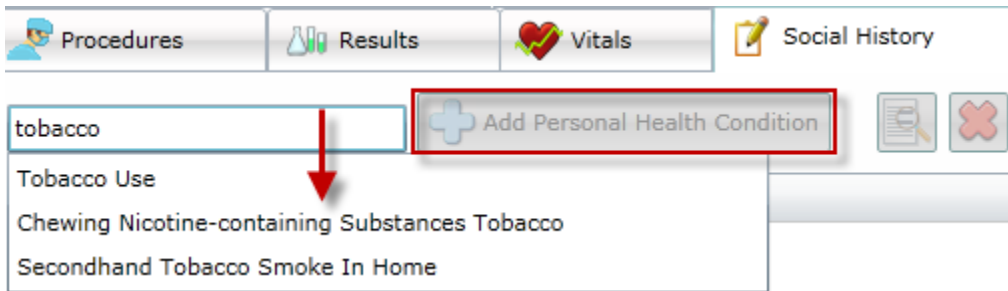 Procedures Results Vitals Social History
tobacco Add Personal Health Condition
Tobacco Use
Chewing Nicotine-containing Substances Tobacco
Secondhand Tobacco Smoke In Home